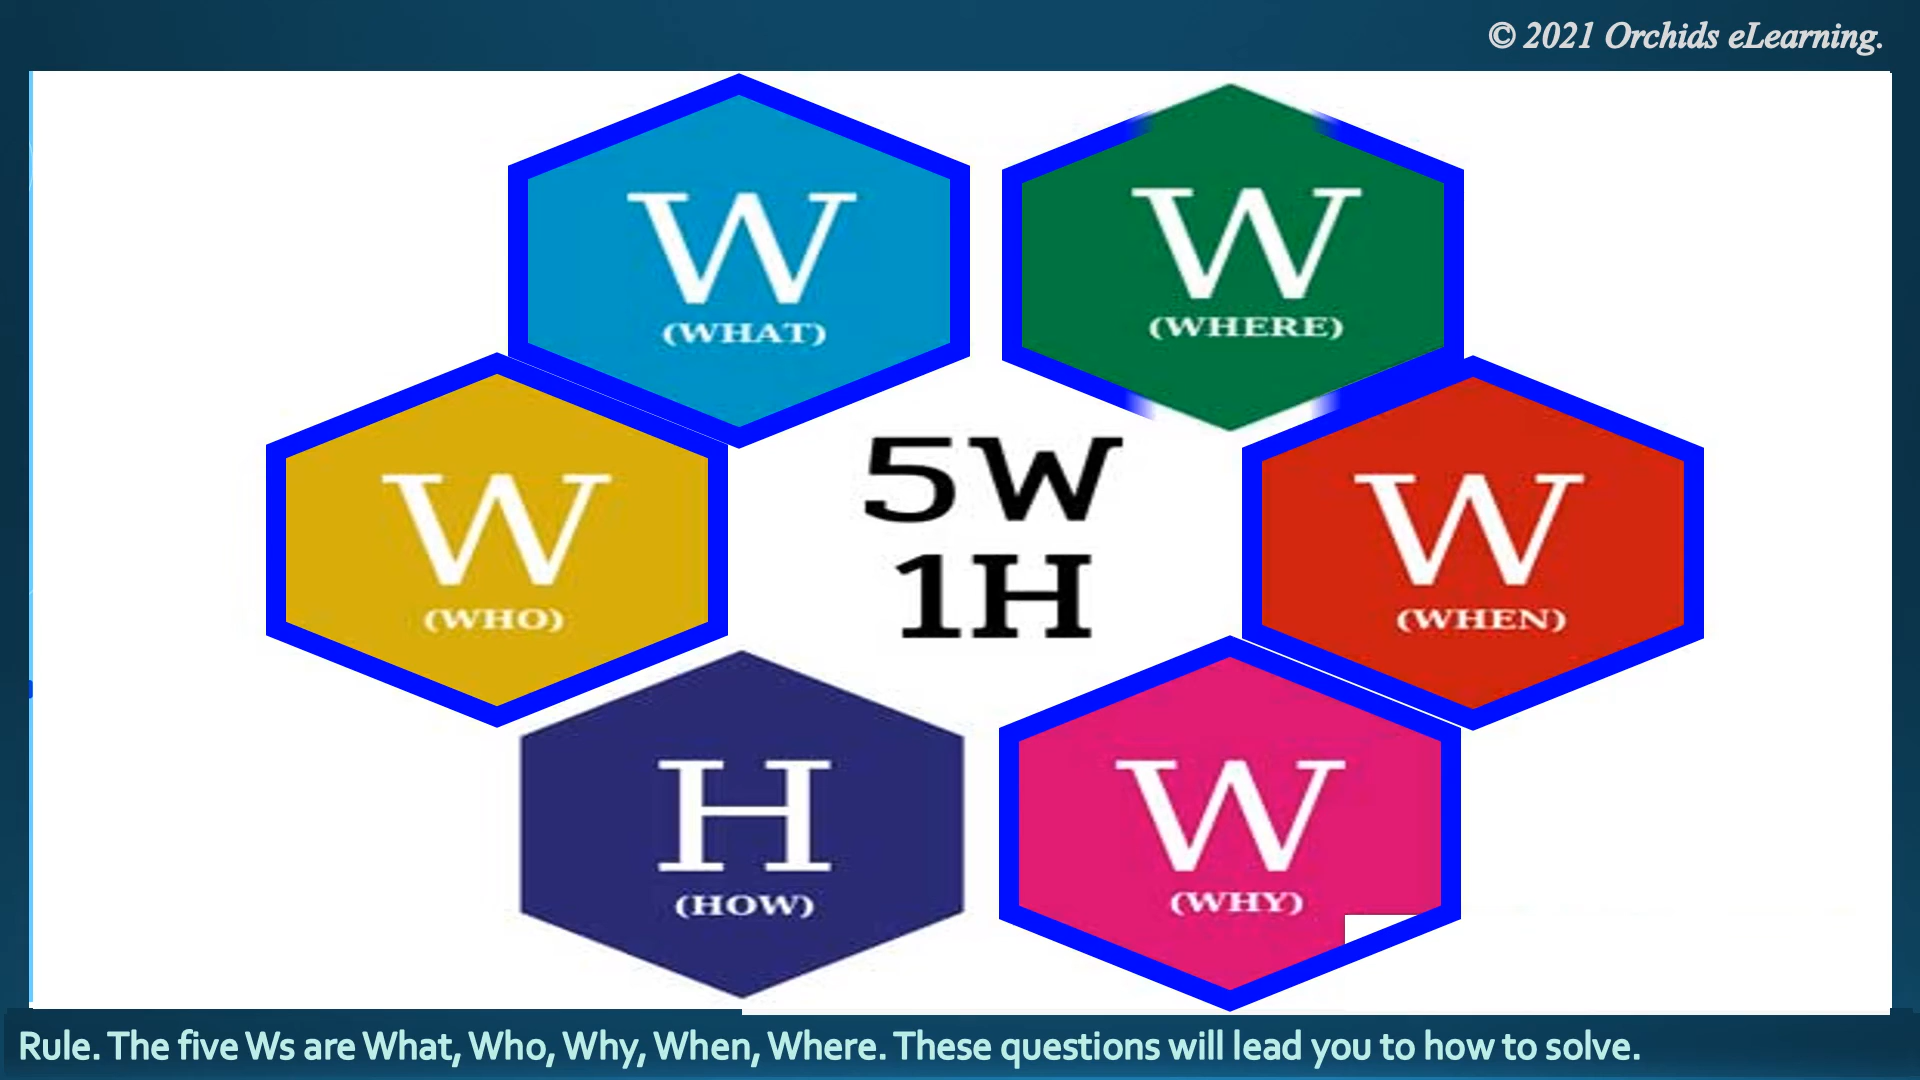 © 2021 Orchids eLearning.
W
(WHAT)
W
(WHERE)
W
(WHO)
5W
1H
W
(WHEN)
H
(HOW)
W
(WHY)
Rule. The five Ws are What, Who, Why, When, Where. These questions will lead you to how to solve.